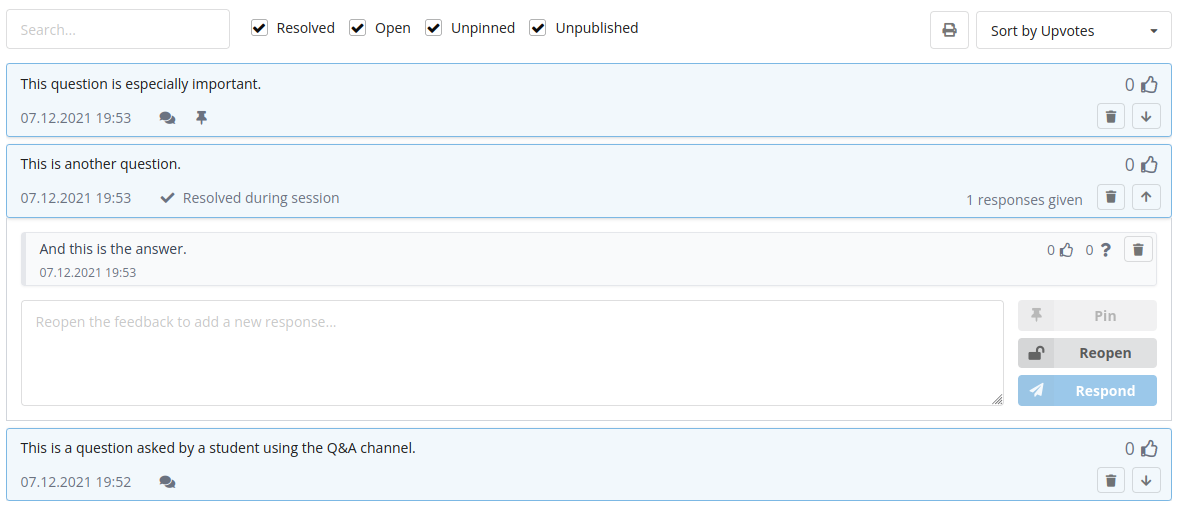 Search...
Resolved Open Unpinned Unpublished
Sort by Upvotes
This question is especially important.
0
07.12.2021 19:53
This is another question.
0
07.12.2021 19:53 Resolved during session
1 responses given
And this is the answer.
0 0 ?
07.12.2021 19:53
Reopen the feedback to add a new response...
Pin
Reopen
Respond
This is a question asked by a student using the Q&A channel.
0
07.12.2021 19:52